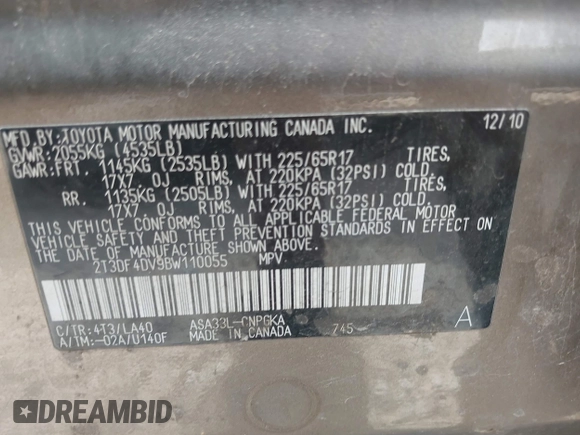 MFD.BY:TOYOTA MOTOR MANUFACTURING CANADA INC. 12/10
GVWR:2055KG (4535LB)
GAWR:FRT. 1145KG (2535LB) WITH 225/65R17 TIRES,
17X7 OJ RIMS, AT 220KPA (32PSI) COLD.
RR. 1135KG (2505LB) WITH 225/65R17 TIRES,
17X7 OJ RIMS, AT 220KPA (32PSI) COLD.
THIS VEHICLE CONFORMS TO ALL APPLICABLE FEDERAL MOTOR
VEHICLE SAFETY AND THEFT PREVENTION STANDARDS IN EFFECT ON
THE DATE OF MANUFACTURE SHOWN ABOVE.
2T3DF4DV9BW110055 MPV
C/TR:4T3/LA40 ASA33L-CNPGKA A
A/TM:-02A/U140F MADE IN CANADA 745
DREAMBID